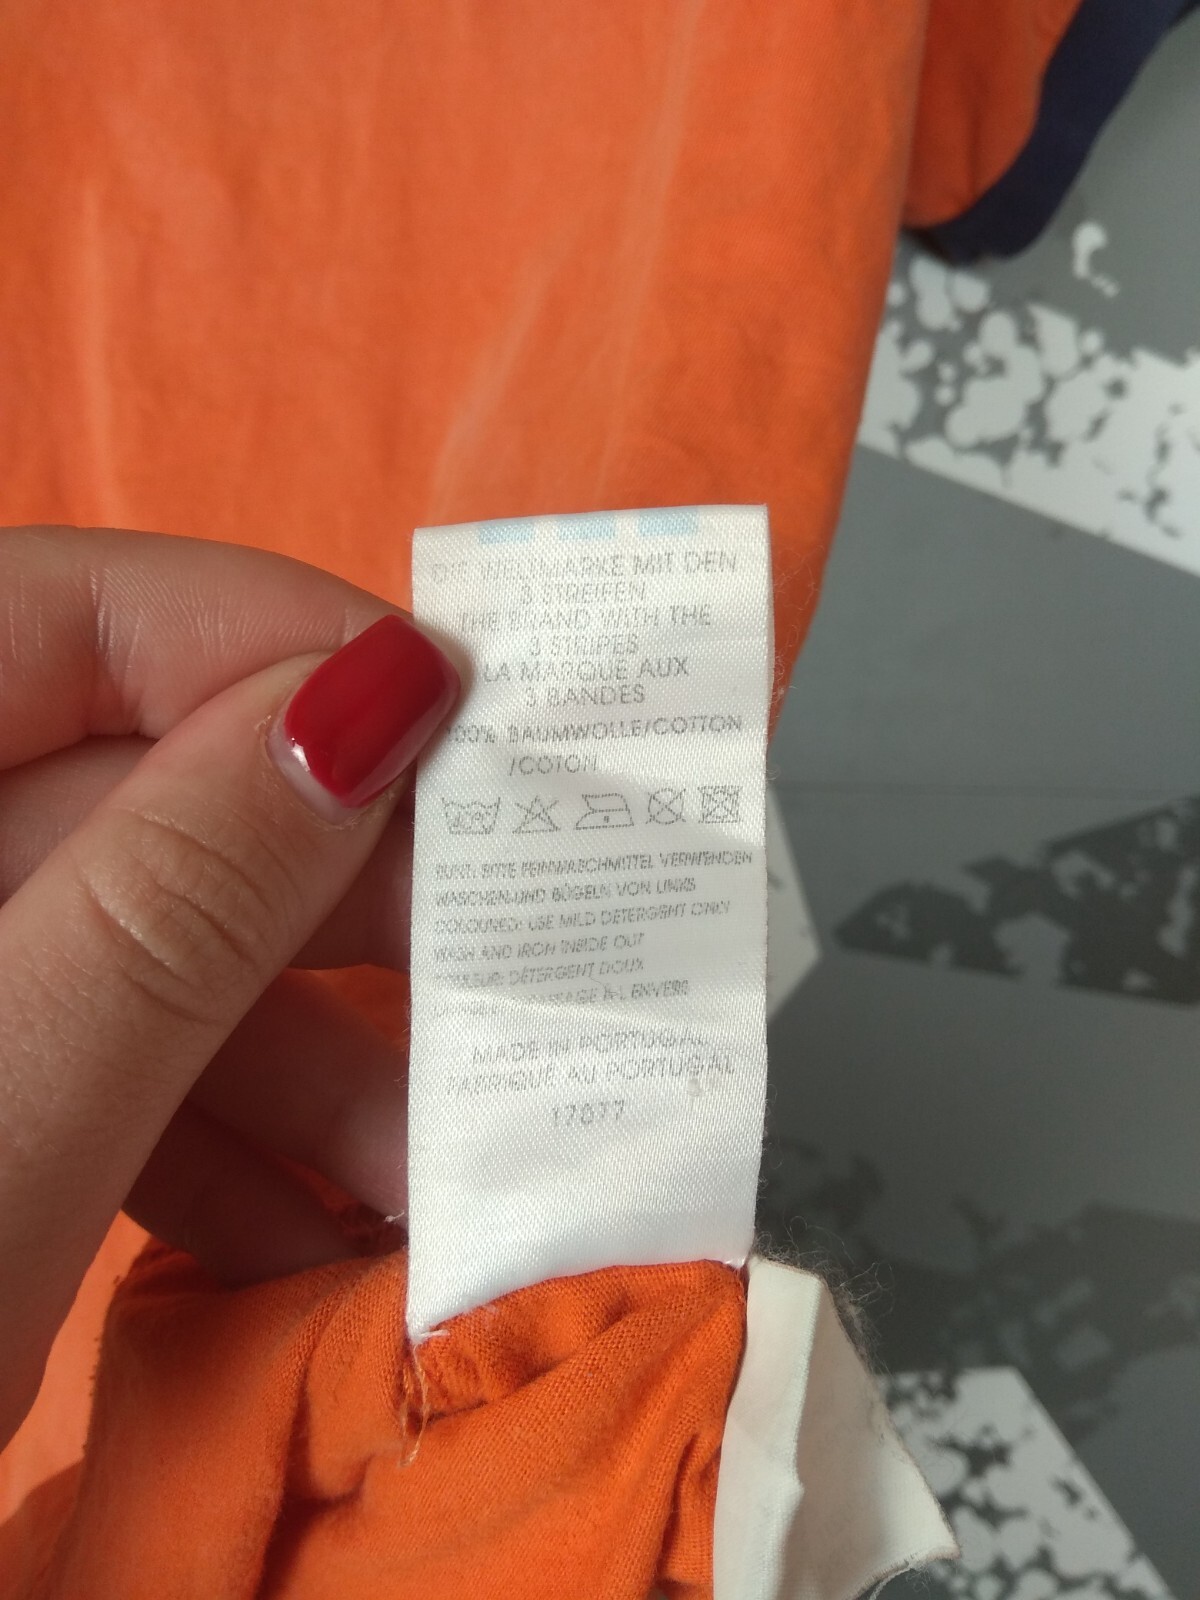 DIE WELTMARKE MIT DEN
3 STREIFEN
THE BRAND WITH THE
3 STRIPES
LA MARQUE AUX
3 BANDES
100% BAUMWOLLE/COTTON
/COTON
BUNT: BITTE FEINWASCHMITTEL VERWENDEN
WASCHEN UND BÜGELN VON LINKS
COLOURED: USE MILD DETERGENT ONLY
WASH AND IRON INSIDE OUT
COULEUR: DÉTERGENT DOUX
À L'ENVERS
MADE IN PORTUGAL
FABRIQUÉ AU PORTUGAL
17077